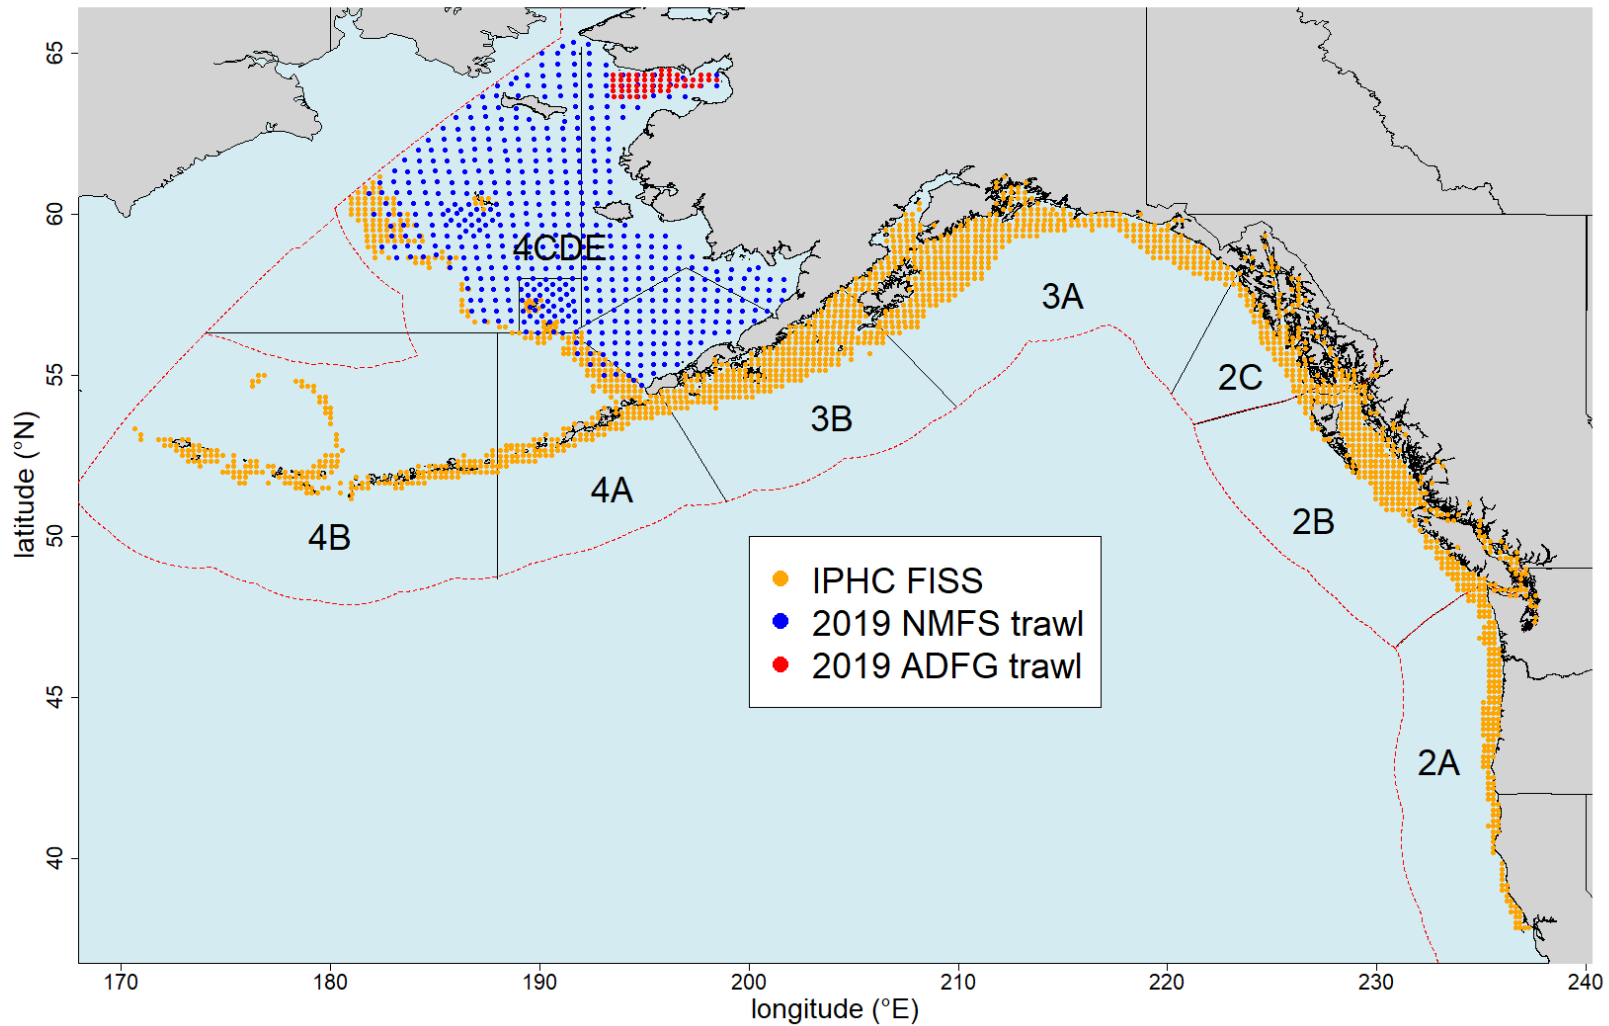 65
60
55
50
45
40
latitude (°N)
4CDE
3A
2C
3B
4A
2B
4B
IPHC FISS
2019 NMFS trawl
2019 ADFG trawl
2A
170
180
190
200
210
220
230
240
longitude (°E)